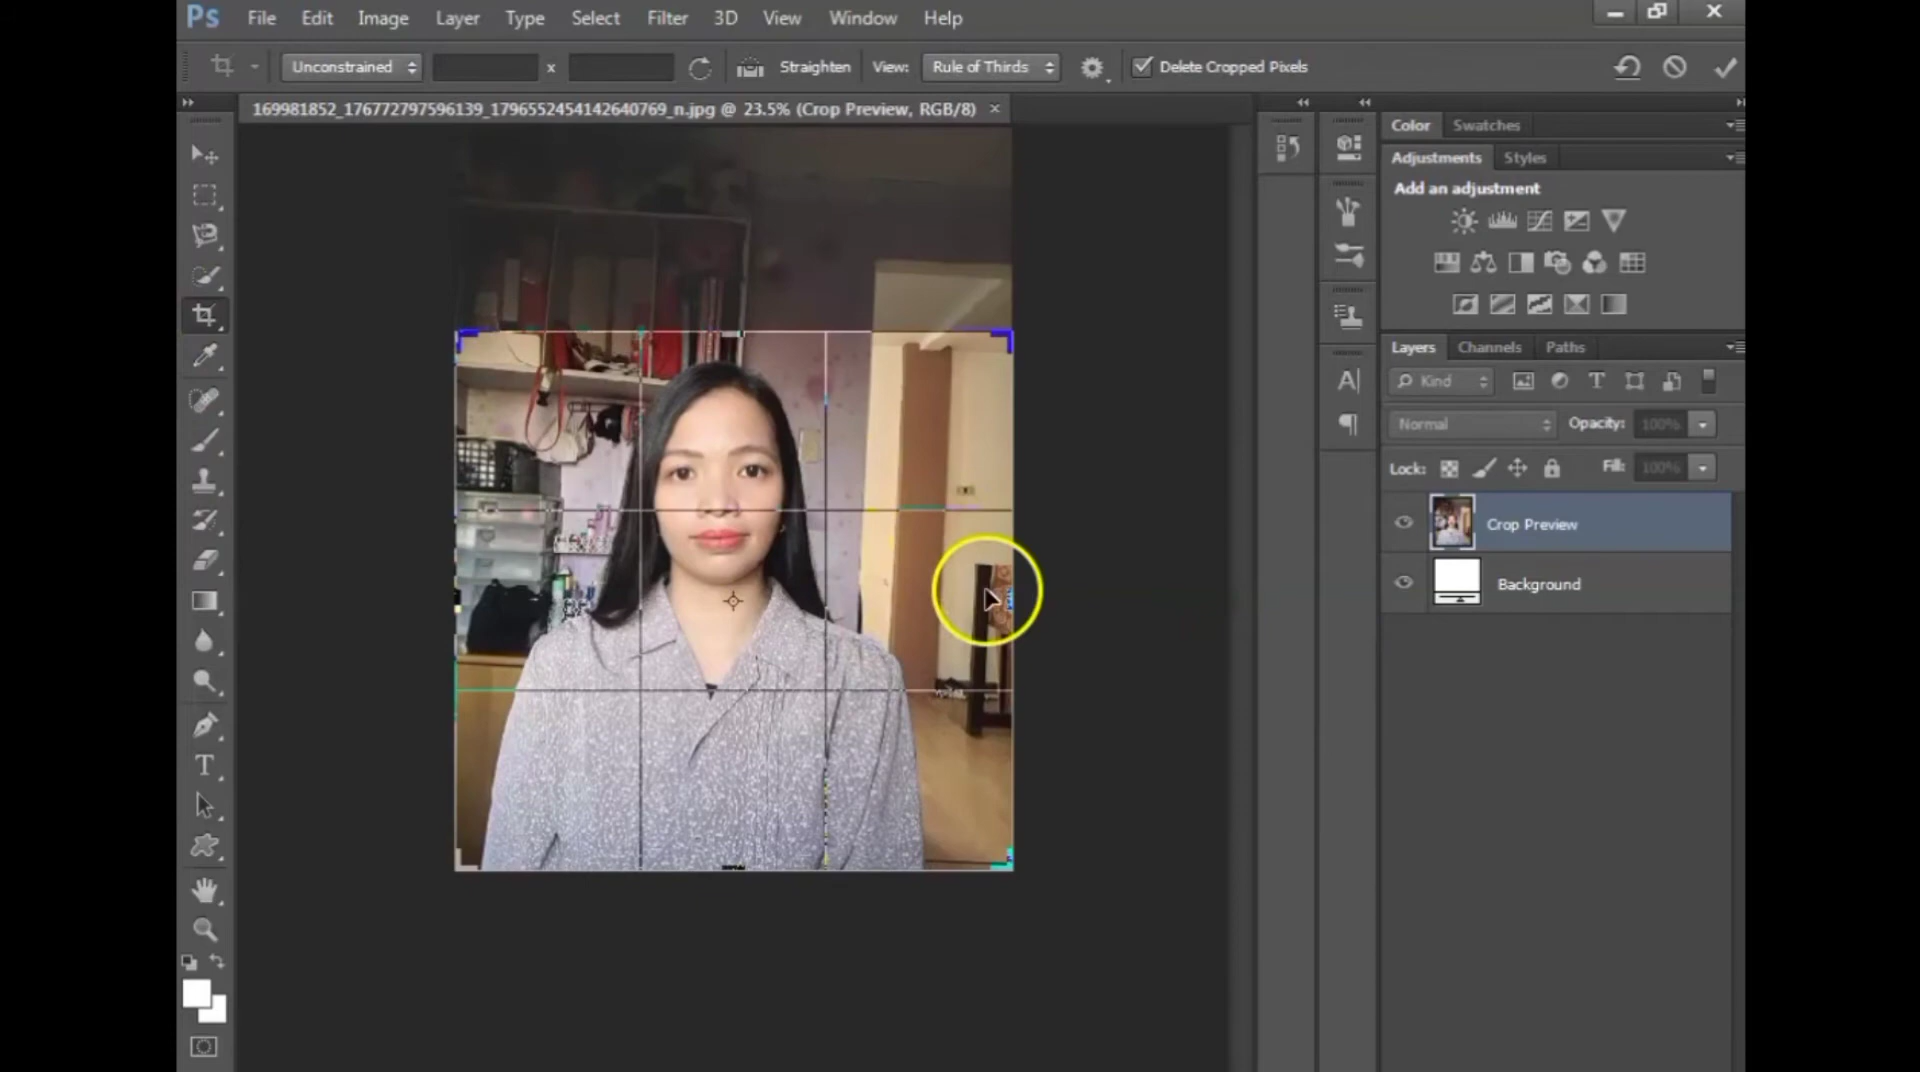 Ps File Edit Image Layer Type Select Filter 3D View Window Help
Unconstrained x Straighten View: Rule of Thirds Delete Cropped Pixels
169981852_176772797596139_1796552454142640769_n.jpg @ 23.5% (Crop Preview, RGB/8) ×
Color Swatches
Adjustments Styles
Add an adjustment
Layers Channels Paths
Kind
Normal Opacity: 100%
Lock: Fill: 100%
Crop Preview
Background